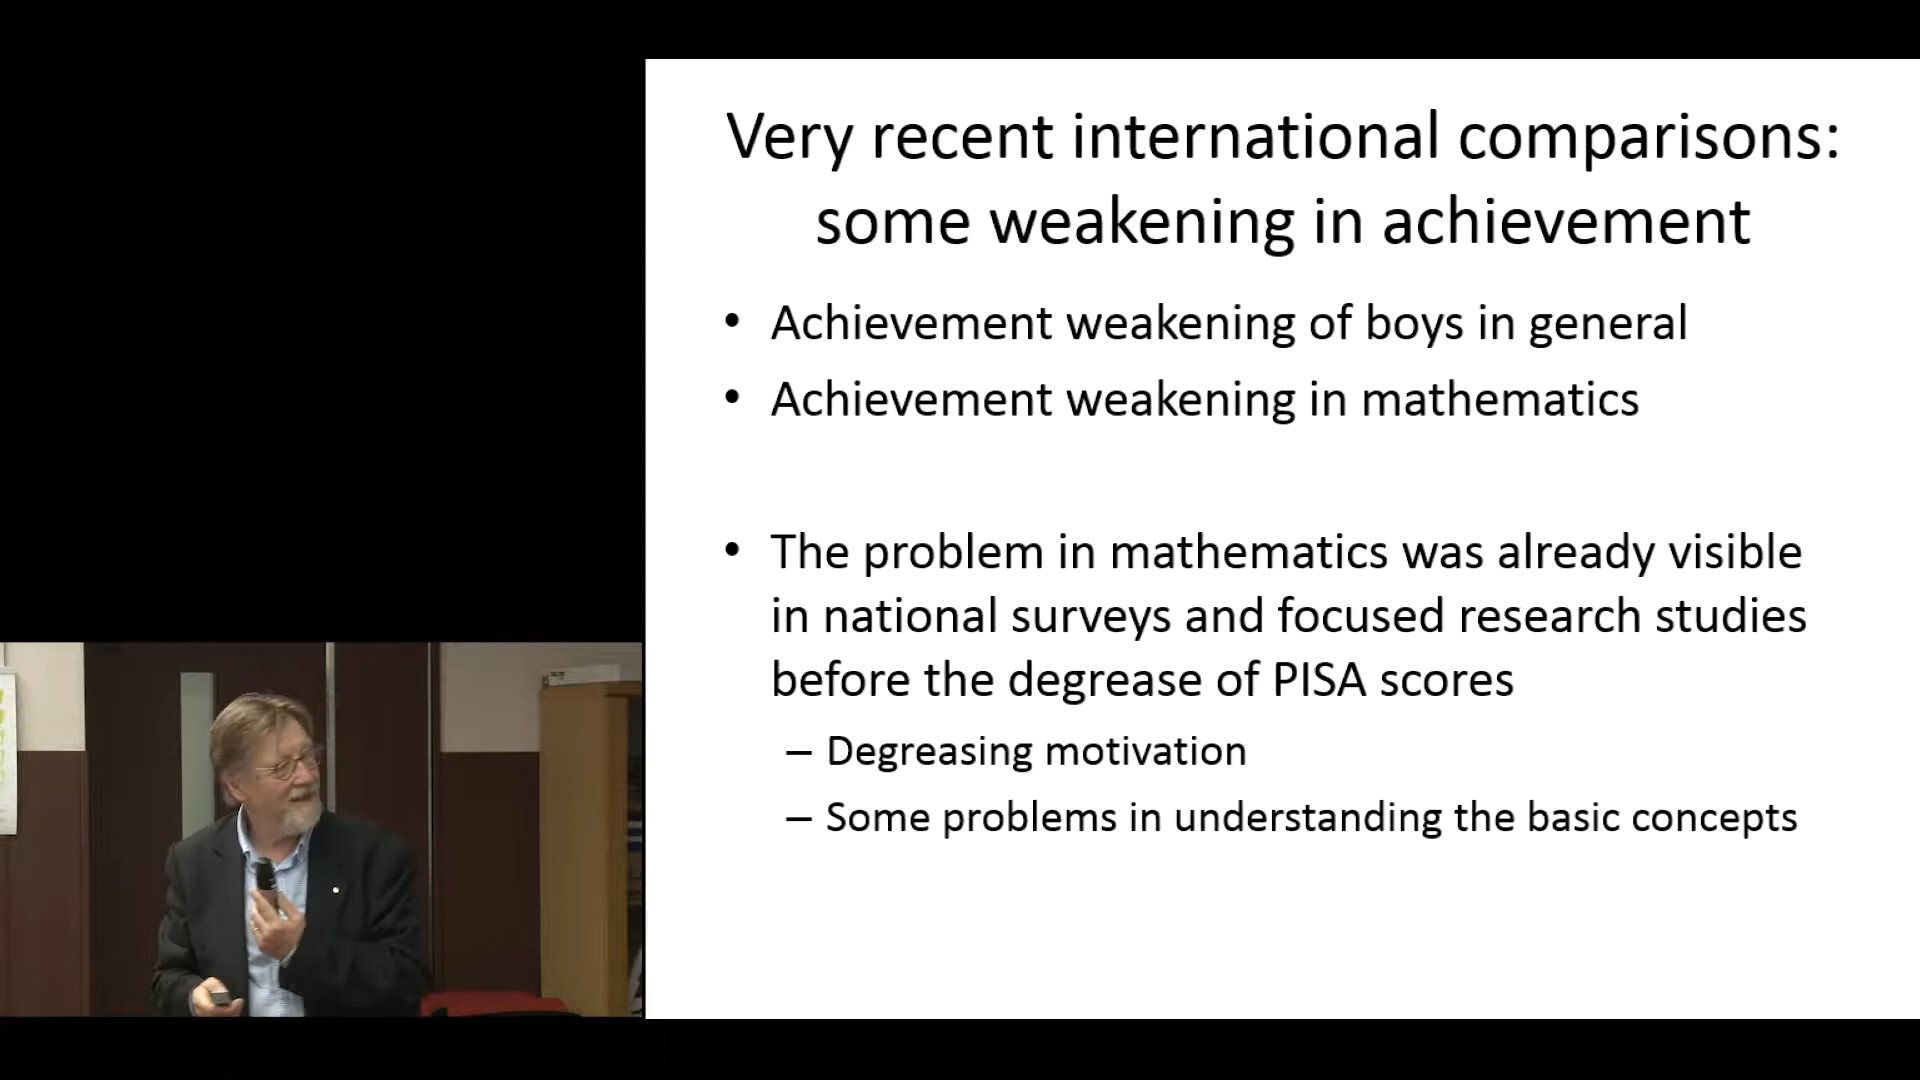 Very recent international comparisons:
some weakening in achievement
• Achievement weakening of boys in general
• Achievement weakening in mathematics
• The problem in mathematics was already visible
in national surveys and focused research studies
before the degrease of PISA scores
– Degreasing motivation
– Some problems in understanding the basic concepts